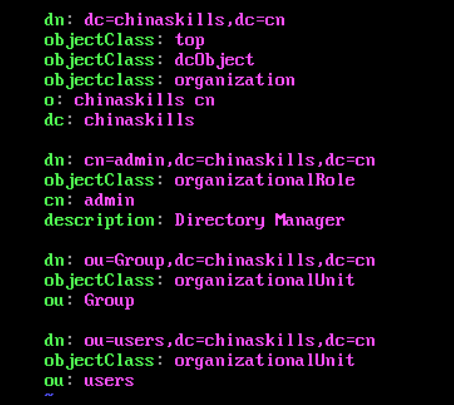 dn: dc=chinaskills,dc=cn
objectClass: top
objectClass: dcObject
objectclass: organization
o: chinaskills cn
dc: chinaskills

dn: cn=admin,dc=chinaskills,dc=cn
objectClass: organizationalRole
cn: admin
description: Directory Manager

dn: ou=Group,dc=chinaskills,dc=cn
objectClass: organizationalUnit
ou: Group

dn: ou=users,dc=chinaskills,dc=cn
objectClass: organizationalUnit
ou: users
~